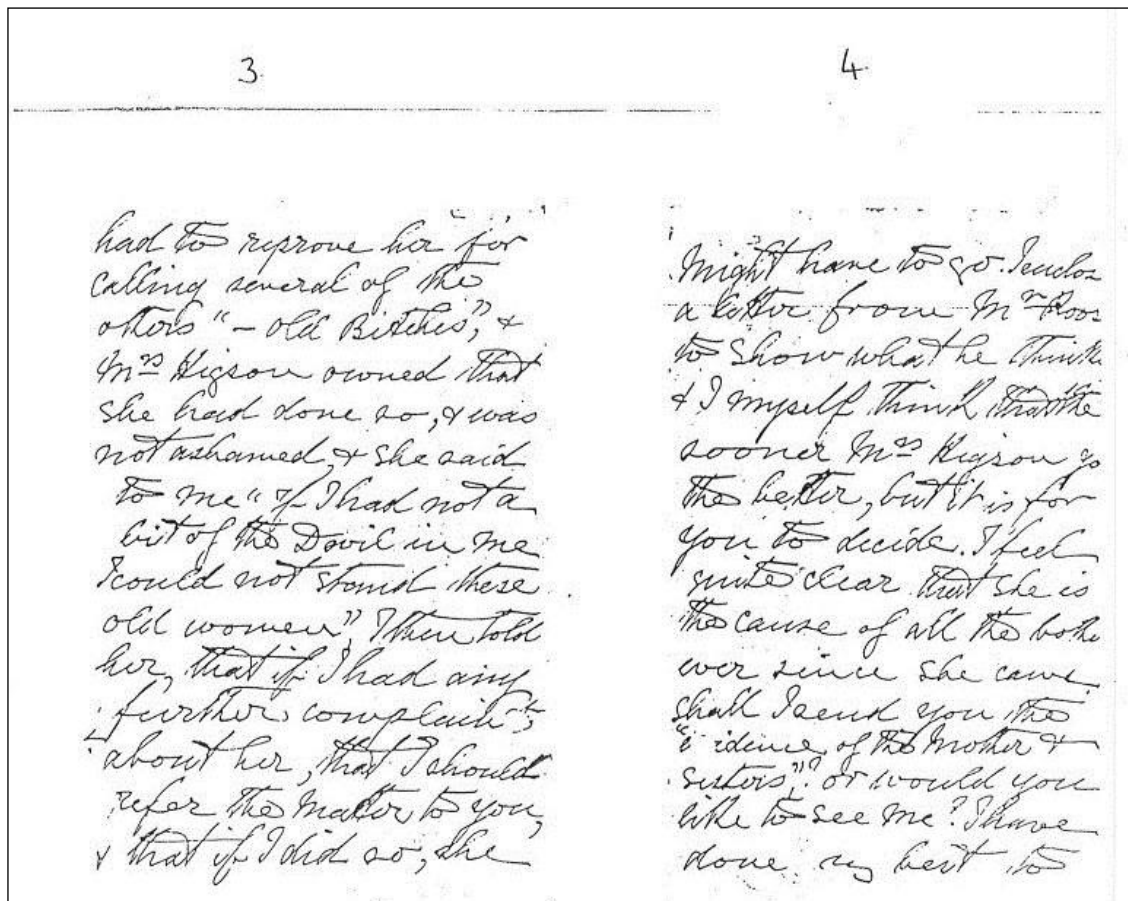 3
had to reprove her for
calling several of the
others "- old Bitches", &
Mrs Higson owned that
she had done so, & was
not ashamed, & she said
to me "if I had not a
bit of the Devil in me
I could not stand these
old women", I then told
her, that if I had any
further complaints
about her, that I should
refer the Matter to you,
& that if I did so, she
4
Might have to go. I enclos
a letter from Mr Roos
to show what he think
& I myself think that the
sooner Mrs Higson go
the better, but it is for
you to decide. I feel
quite clear that she is
the cause of all the bothe
ever since she came
shall I send you the
"e idence of the Mother &
sisters", or would you
like to see me? I have
done my best to